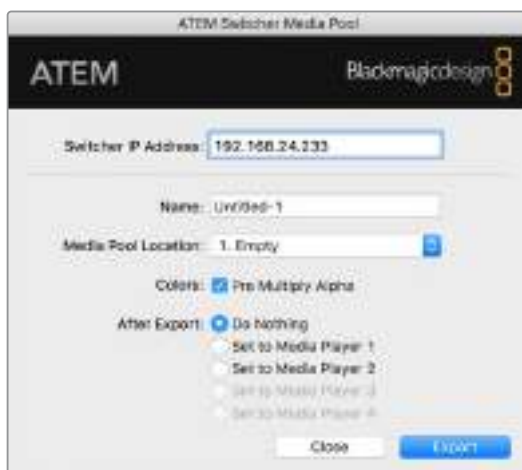 ATEM Switcher Media Pool
ATEM Blackmagicdesign
Switcher IP Address: 192.168.24.233
Name: Untitled-1
Media Pool Location: 1. Empty
Colors: Pre Multiply Alpha
After Export: Do Nothing
Set to Media Player 1
Set to Media Player 2
Set to Media Player 3
Set to Media Player 4
Close Export